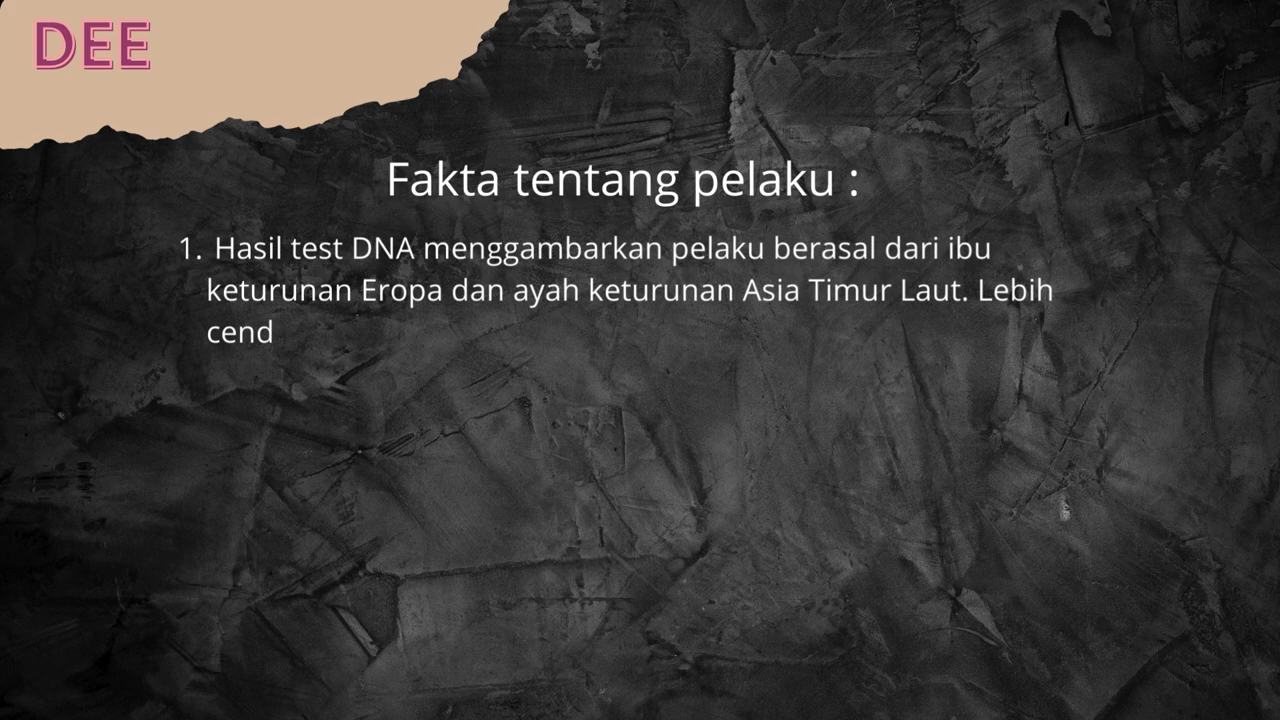 DEE
Fakta tentang pelaku :
1. Hasil test DNA menggambarkan pelaku berasal dari ibu
keturunan Eropa dan ayah keturunan Asia Timur Laut. Lebih
cend